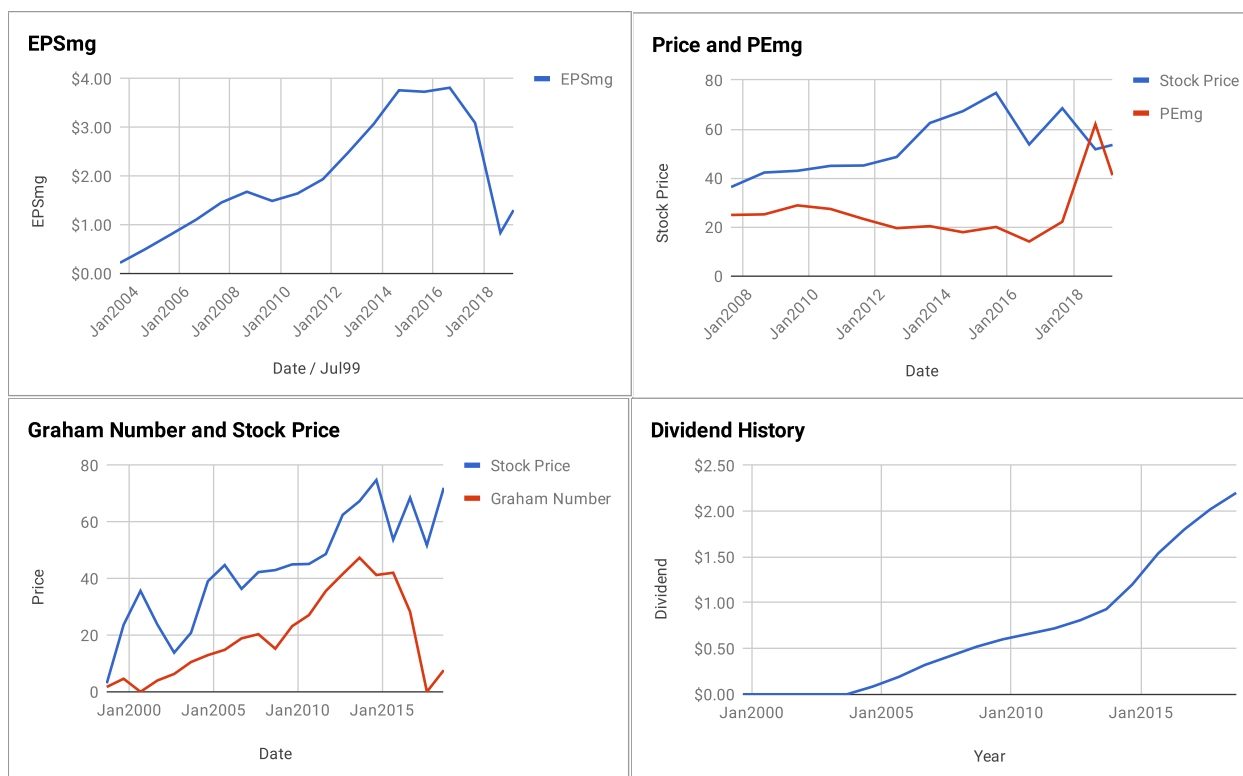 EPSmg
$4.00
$3.00
$2.00
$1.00
$0.00
EPSmg
Jan2004
Jan2006
Jan2008
Jan2010
Jan2012
Jan2014
Jan2016
Jan2018
Date / Jul99
EPSmg
Price and PEmg
80
60
40
20
0
Stock Price
Jan2008
Jan2010
Jan2012
Jan2014
Jan2016
Jan2018
Date
Stock Price
PEmg
Graham Number and Stock Price
80
60
40
20
0
Price
Jan2000
Jan2005
Jan2010
Jan2015
Date
Stock Price
Graham Number
Dividend History
$2.50
$2.00
$1.50
$1.00
$0.50
$0.00
Dividend
Jan2000
Jan2005
Jan2010
Jan2015
Year